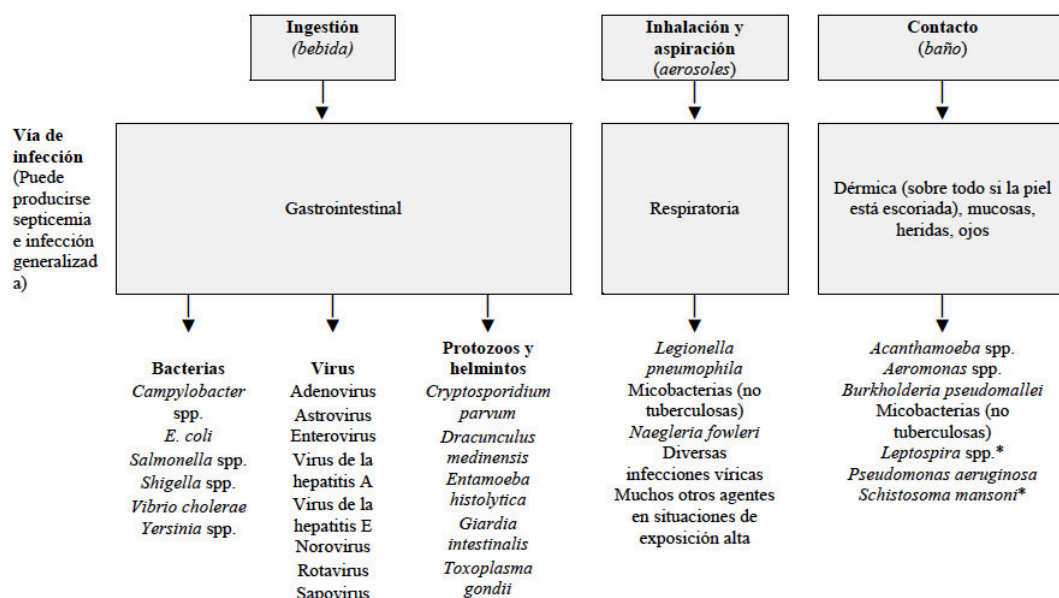 Ingestión
(bebida)
Inhalación y
aspiración
(aerosoles)
Contacto
(baño)
Vía de
infección
(Puede
producirse
septicemia
e infección
generalizad
a)
Gastrointestinal
Respiratoria
Dérmica (sobre todo si la piel
está escoriada), mucosas,
heridas, ojos
Bacterias
Campylobacter
spp.
E. coli
Salmonella spp.
Shigella spp.
Vibrio cholerae
Yersinia spp.
Virus
Adenovirus
Astrovirus
Enterovirus
Virus de la
hepatitis A
Virus de la
hepatitis E
Norovirus
Rotavirus
Sapovirus
Protozoos y
helmintos
Cryptosporidium
parvum
Dracunculus
medinensis
Entamoeba
histolytica
Giardia
intestinalis
Toxoplasma
gondii
Legionella
pneumophila
Micobacterias (no
tuberculosas)
Naegleria fowleri
Diversas
infecciones víricas
Muchos otros agentes
en situaciones de
exposición alta
Acanthamoeba spp.
Aeromonas spp.
Burkholderia pseudomallei
Micobacterias (no
tuberculosas)
Leptospira spp.*
Pseudomonas aeruginosa
Schistosoma mansoni*